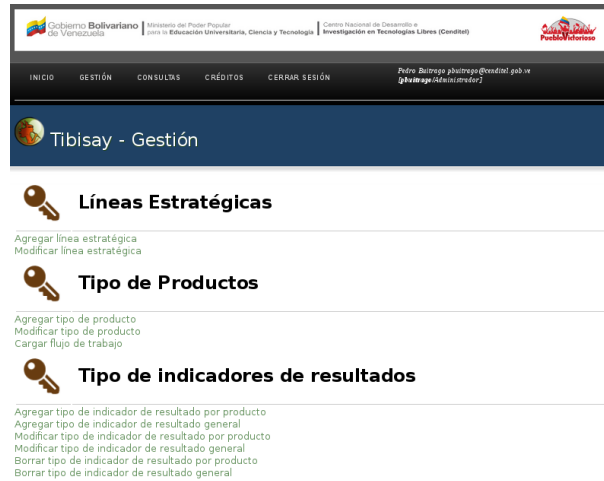 Gobierno Bolivariano
de Venezuela
Ministerio del Poder Popular
para la Educación Universitaria, Ciencia y Tecnología
Centro Nacional de Desarrollo e
Investigación en Tecnologías Libres (Cenditel)
PuebloVictorioso
INICIO GESTIÓN CONSULTAS CRÉDITOS CERRAR SESIÓN
Pedro Buitrago pbuitrago@cenditel.gob.ve
[pbuitrago/Administrador]
Tibisay - Gestión
Líneas Estratégicas
Agregar línea estratégica
Modificar línea estratégica
Tipo de Productos
Agregar tipo de producto
Modificar tipo de producto
Cargar flujo de trabajo
Tipo de indicadores de resultados
Agregar tipo de indicador de resultado por producto
Agregar tipo de indicador de resultado general
Modificar tipo de indicador de resultado por producto
Modificar tipo de indicador de resultado general
Borrar tipo de indicador de resultado por producto
Borrar tipo de indicador de resultado general